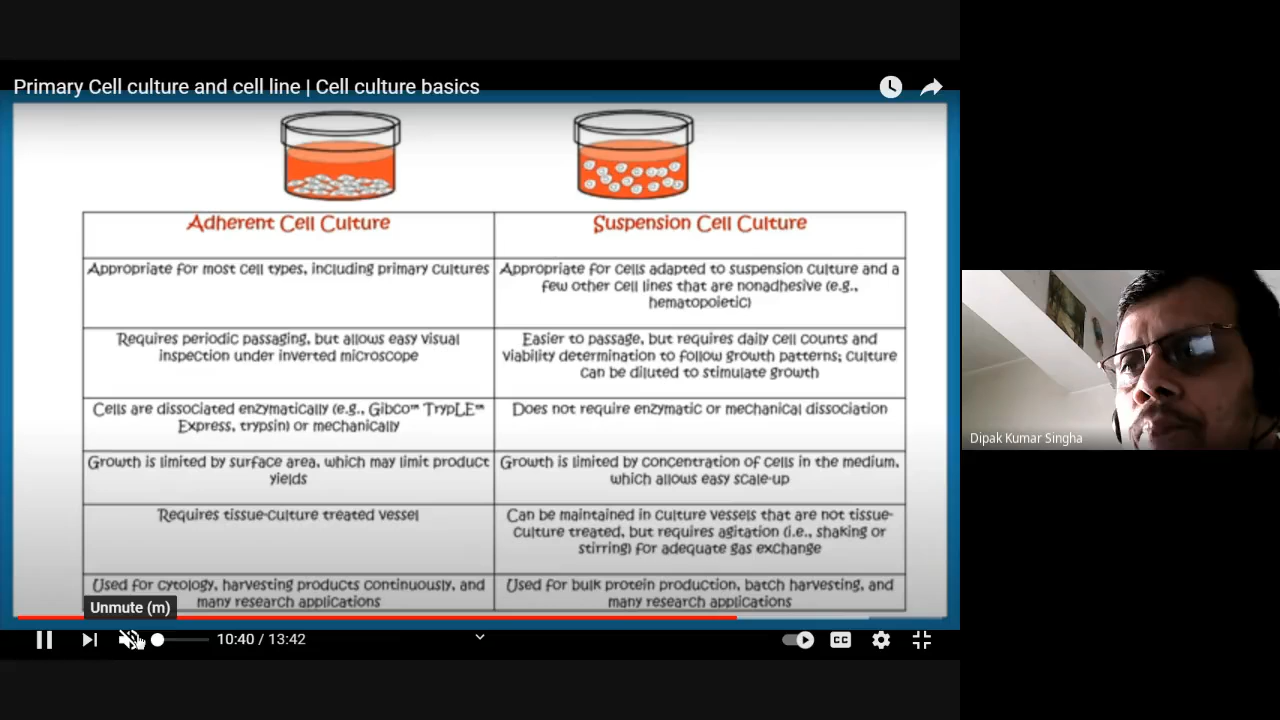 Primary Cell culture and cell line | Cell culture basics
Adherent Cell Culture
Suspension Cell Culture
Appropriate for most cell types, including primary cultures
Appropriate for cells adapted to suspension culture and a
few other cell lines that are nonadhesive (e.g.,
hematopoietic)
Requires periodic passaging, but allows easy visual
inspection under inverted microscope
Easier to passage, but requires daily cell counts and
viability determination to follow growth patterns; culture
can be diluted to stimulate growth
Cells are dissociated enzymatically (e.g., Gibco™ TrypLE™
Express, trypsin) or mechanically
Does not require enzymatic or mechanical dissociation
Growth is limited by surface area, which may limit product
yields
Growth is limited by concentration of cells in the medium,
which allows easy scale-up
Requires tissue-culture treated vessel
Can be maintained in culture vessels that are not tissue-
culture treated, but requires agitation (i.e., shaking or
stirring) for adequate gas exchange
Used for cytology, harvesting products continuously, and
many research applications
Used for bulk protein production, batch harvesting, and
many research applications
Unmute (m)
10:40 / 13:42
CC
Dipak Kumar Singha